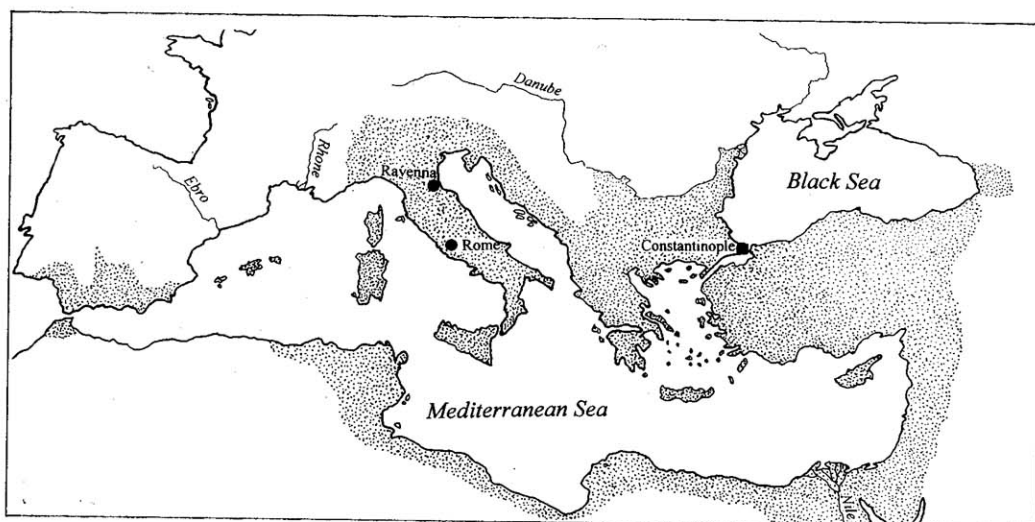 Danube
Rhone
Ravenna
Ebro
Black Sea
Rome
Constantinople
Mediterranean Sea
Nile